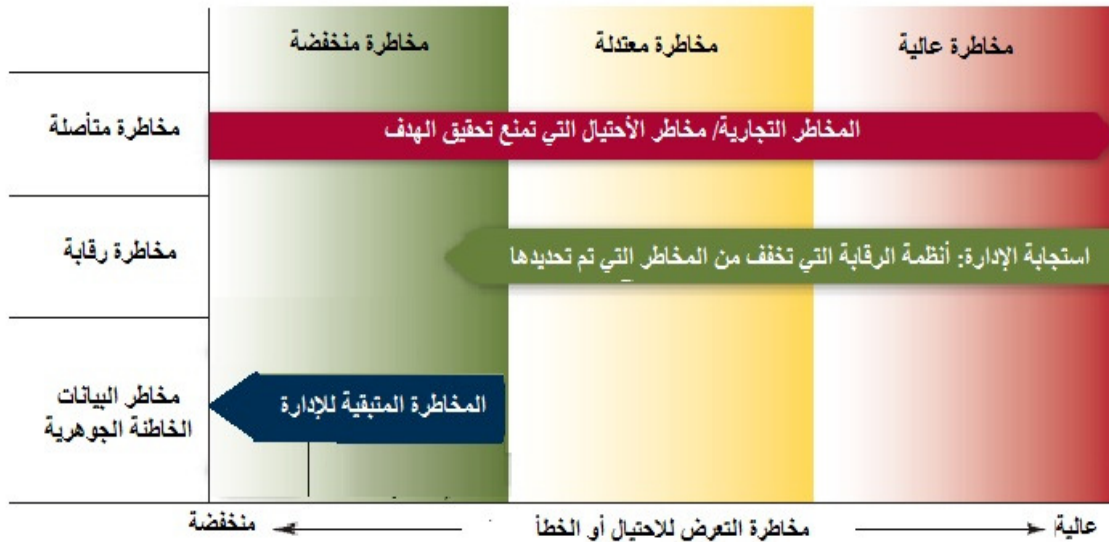 مخاطرة عالية
مخاطرة معتدلة
مخاطرة منخفضة
مخاطرة متأصلة
المخاطر التجارية/ مخاطر الأحتيال التي تمنع تحقيق الهدف
مخاطرة رقابة
استجابة الإدارة: أنظمة الرقابة التي تخفف من المخاطر التي تم تحديدها
مخاطر البيانات
الخاطئة الجوهرية
المخاطرة المتبقية للإدارة
عالية
مخاطرة التعرض للاحتيال أو الخطأ
منخفضة